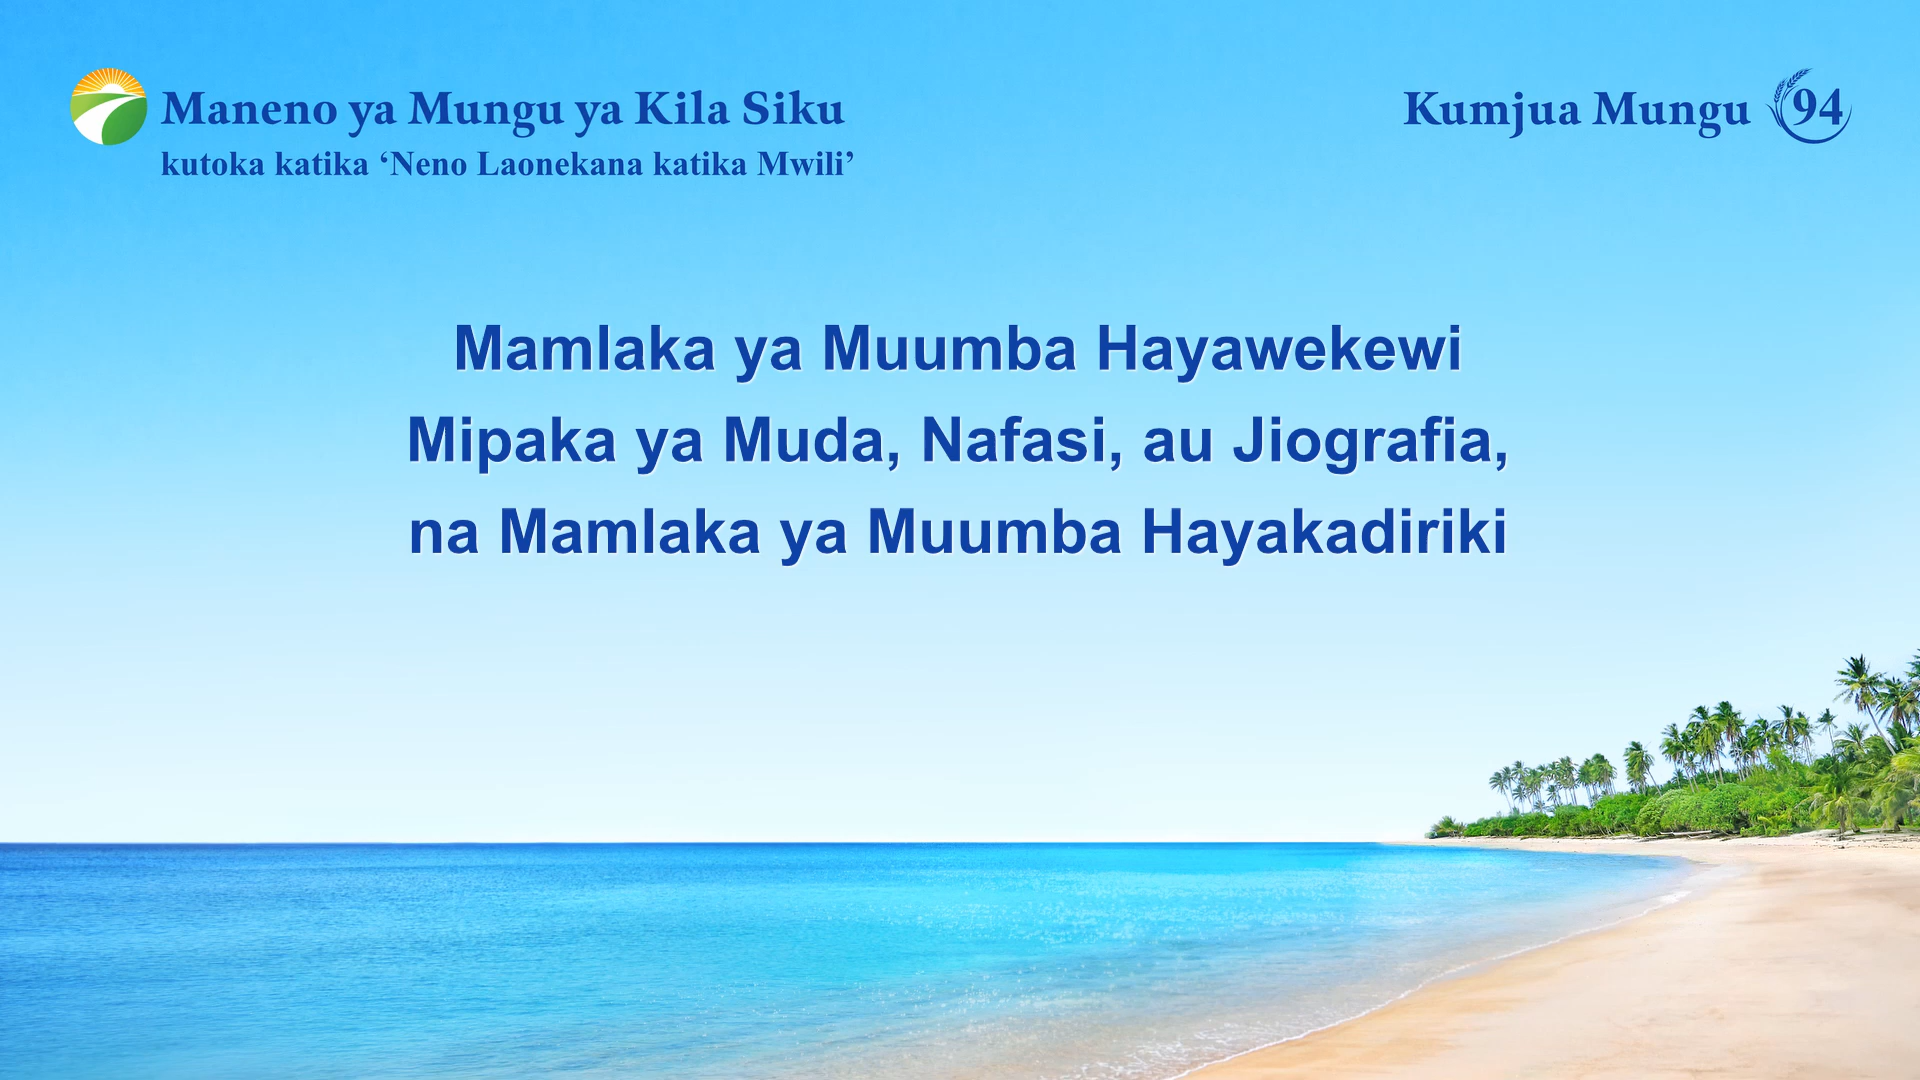 Maneno ya Mungu ya Kila Siku
kutoka katika ‘Neno Laonekana katika Mwili’
Kumjua Mungu 94
Mamlaka ya Muumba Hayawekewi
Mipaka ya Muda, Nafasi, au Jiografia,
na Mamlaka ya Muumba Hayakadiriki